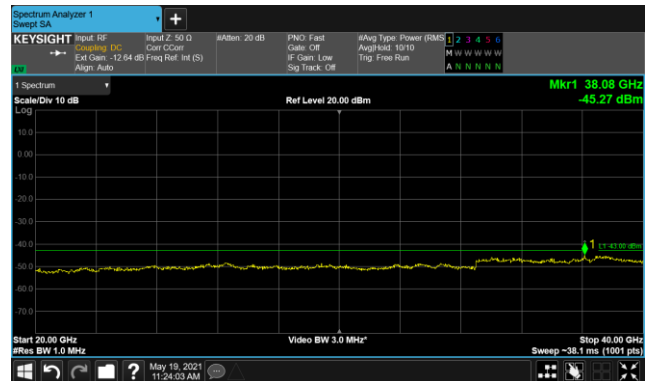 Spectrum Analyzer 1
Swept SA
KEYSIGHT
Input: RF
Coupling: DC
Ext Gain: -12.64 dB
Align: Auto
Input Z: 50 Ω
Corr CCorr
Freq Ref: Int (S)
#Atten: 20 dB
PNO: Fast
Gate: Off
IF Gain: Low
Sig Track: Off
#Avg Type: Power (RMS
Avg|Hold: 10/10
Trig: Free Run
1 2 3 4 5 6
M W W W W W
A N N N N N
1 Spectrum
Scale/Div 10 dB
Ref Level 20.00 dBm
Mkr1 38.08 GHz
-45.27 dBm
Log
10.0
0.00
-10.0
-20.0
-30.0
-40.0
-50.0
-60.0
-70.0
1
L1 -43.00 dBm
Start 20.00 GHz
#Res BW 1.0 MHz
Video BW 3.0 MHz*
Stop 40.00 GHz
Sweep ~38.1 ms (1001 pts)
?
May 19, 2021
11:24:03 AM